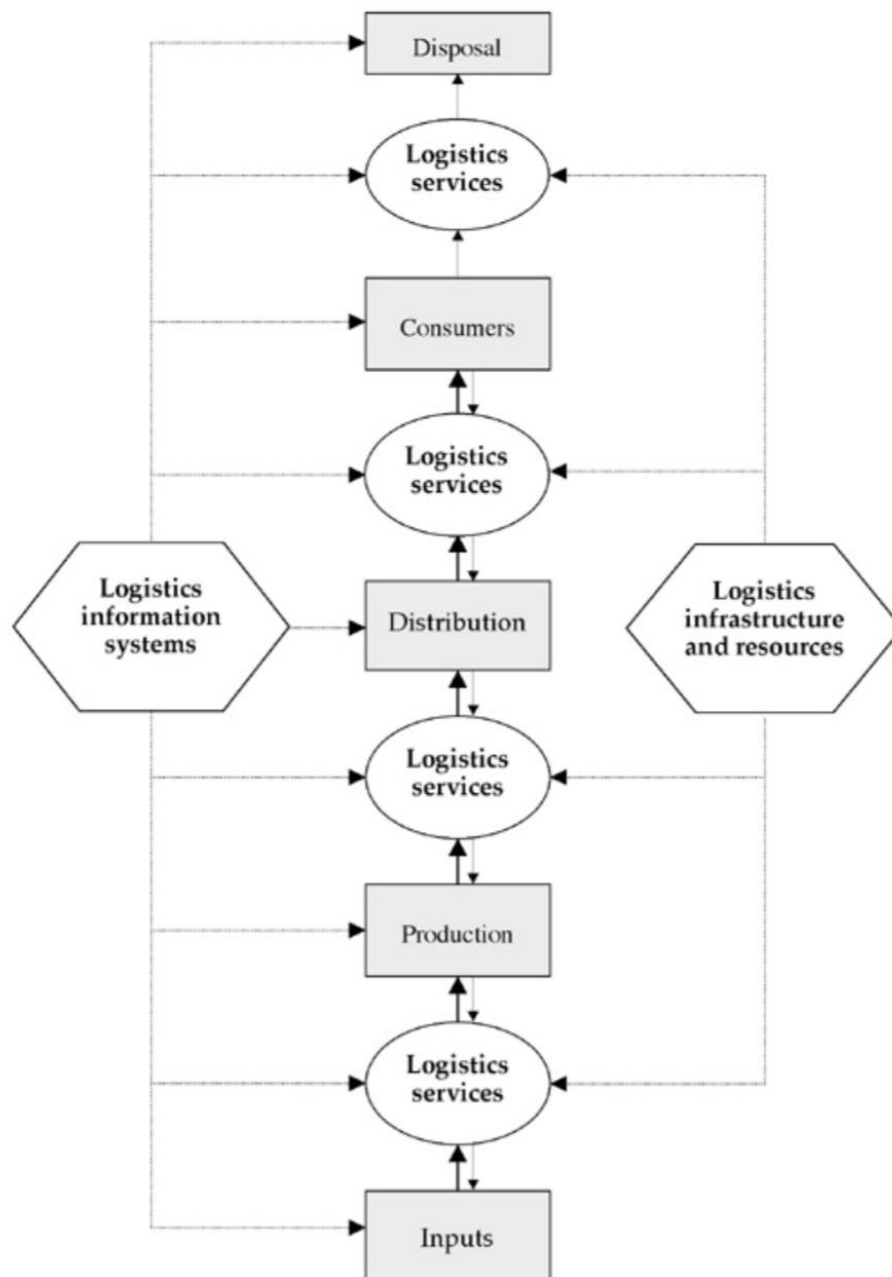 Disposal
Logistics
services
Consumers
Logistics
services
Logistics
information
systems
Distribution
Logistics
infrastructure
and resources
Logistics
services
Production
Logistics
services
Inputs